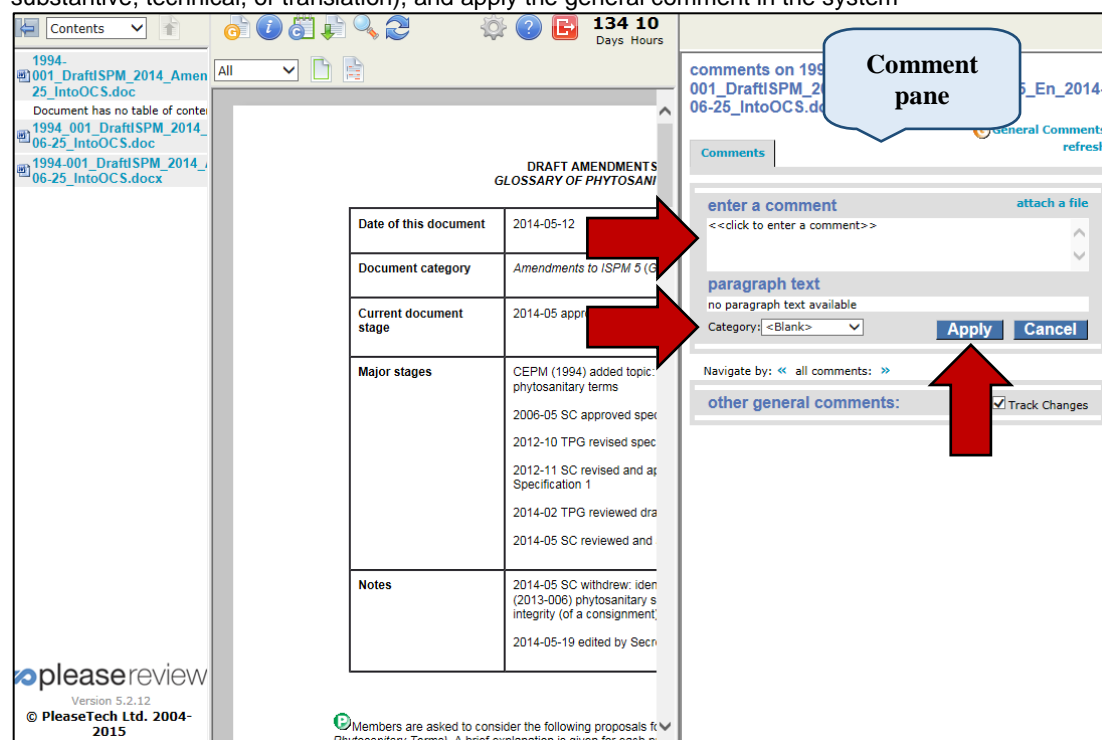 substantive, technical, or translation), and apply the general comment in the system
Contents
134 10
Days Hours
1994-
001_DraftISPM_2014_Amen
25_IntoOCS.doc
Document has no table of conte
1994_001_DraftISPM_2014_
06-25_IntoOCS.doc
1994-001_DraftISPM_2014_
06-25_IntoOCS.docx
All
DRAFT AMENDMENTS
GLOSSARY OF PHYTOSANI
Date of this document
2014-05-12
Document category
Amendments to ISPM 5 (G
Current document
stage
2014-05 appr
Major stages
CEPM (1994) added topic:
phytosanitary terms
2006-05 SC approved spec
2012-10 TPG revised spec
2012-11 SC revised and ap
Specification 1
2014-02 TPG reviewed dra
2014-05 SC reviewed and
Notes
2014-05 SC withdrew: iden
(2013-006) phytosanitary s
integrity (of a consignment)
2014-05-19 edited by Secr
Members are asked to consider the following proposals fo
pleasereview
Version 5.2.12
© PleaseTech Ltd. 2004-
2015
Comment
pane
comments on 199
001_DraftISPM_20 5_En_2014-
06-25_IntoOCS.do
General Comments
refresh
Comments
enter a comment
attach a file
<<click to enter a comment>>
paragraph text
no paragraph text available
Category: <Blank>
Apply Cancel
Navigate by: « all comments: »
other general comments:
Track Changes